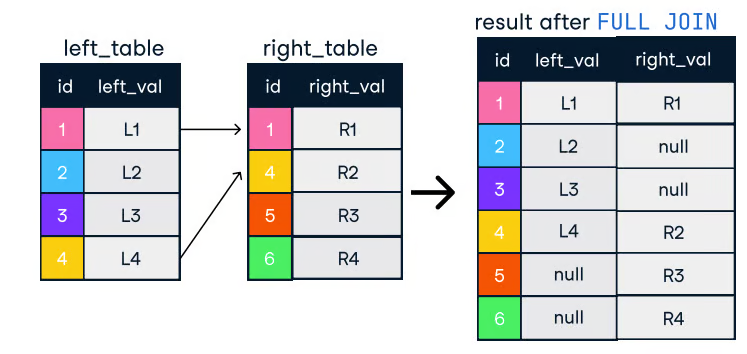 result after FULL JOIN
left_table
right_table
id left_val right_val
id left_val
id right_val
1 L1 R1
1 L1
1 R1
2 L2 null
2 L2
4 R2
3 L3 null
3 L3
5 R3
4 L4 R2
4 L4
6 R4
5 null R3
6 null R4